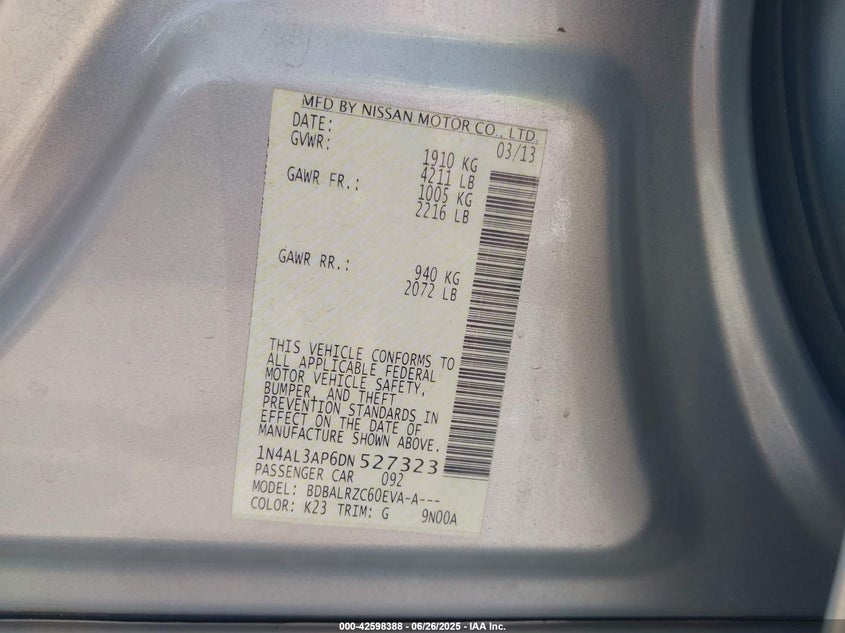 MFD BY NISSAN MOTOR CO., LTD.
DATE: 03/13
GVWR: 1910 KG
4211 LB
GAWR FR.: 1005 KG
2216 LB
GAWR RR.: 940 KG
2072 LB
THIS VEHICLE CONFORMS TO
ALL APPLICABLE FEDERAL
MOTOR VEHICLE SAFETY,
BUMPER, AND THEFT
PREVENTION STANDARDS IN
EFFECT ON THE DATE OF
MANUFACTURE SHOWN ABOVE.
1N4AL3AP6DN527323
PASSENGER CAR 092
MODEL: BDBALRZC60EVA-A---
COLOR: K23 TRIM: G 9N00A
000-42598388 - 06/26/2025 - IAA Inc.